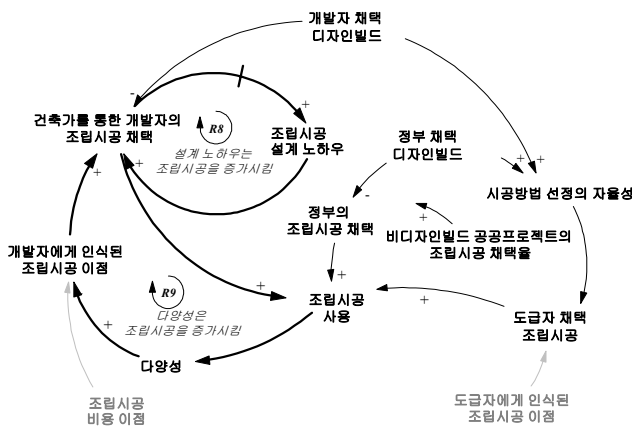 개발자 채택
디자인빌드
-
+
건축가를 통한 개발자의
조립시공 채택
R8
조립시공
설계 노하우
설계 노하우는
조립시공을 증가시킴
+
+
정부 채택
디자인빌드
+
+
시공방법 선정의 자율성
-
정부의
조립시공 채택
+
비디자인빌드 공공프로젝트의
조립시공 채택율
개발자에게 인식된
조립시공 이점
R9
다양성은
조립시공을 증가시킴
+
+
조립시공
사용
+
도급자 채택
조립시공
+
다양성
조립시공
비용 이점
도급자에게 인식된
조립시공 이점
+